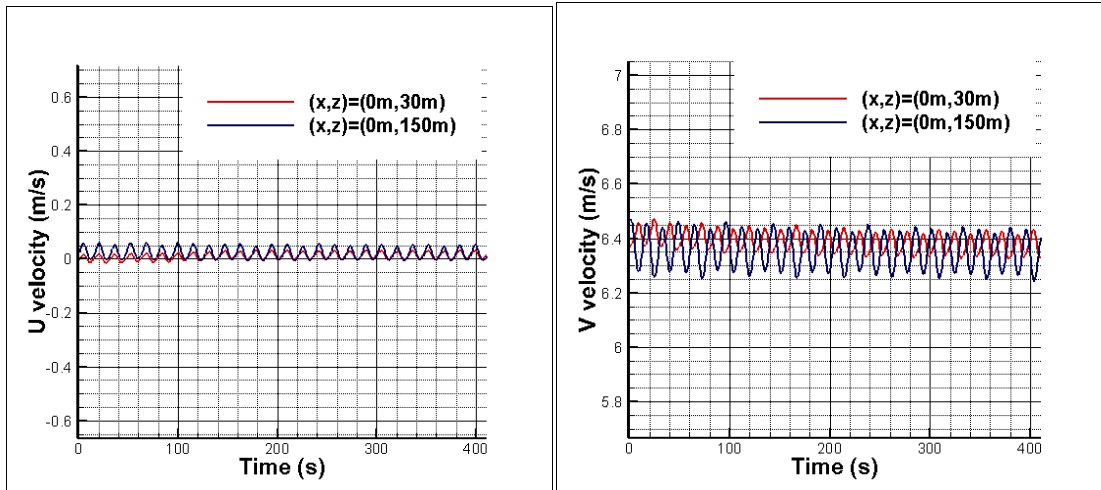 (x,z)=(0m,30m)
(x,z)=(0m,150m)
U velocity (m/s)
0.6
0.4
0.2
0
-0.2
-0.4
-0.6
0 100 200 300 400
Time (s)
(x,z)=(0m,30m)
(x,z)=(0m,150m)
V velocity (m/s)
7
6.8
6.6
6.4
6.2
6
5.8
0 100 200 300 400
Time (s)